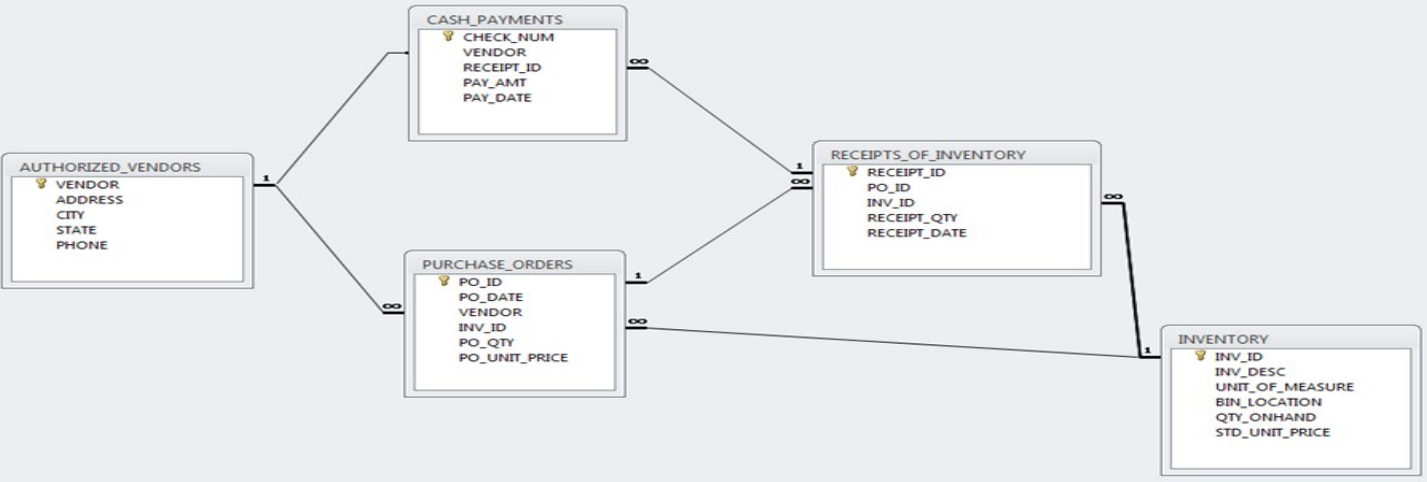 CASH_PAYMENTS
CHECK_NUM
VENDOR
RECEIPT_ID
PAY_AMT
PAY_DATE
∞
AUTHORIZED_VENDORS
VENDOR
ADDRESS
CITY
STATE
PHONE
1
RECEIPTS_OF_INVENTORY
RECEIPT_ID
PO_ID
INV_ID
RECEIPT_QTY
RECEIPT_DATE
1
∞
∞
PURCHASE_ORDERS
PO_ID
PO_DATE
VENDOR
INV_ID
PO_QTY
PO_UNIT_PRICE
∞
1
∞
INVENTORY
INV_ID
INV_DESC
UNIT_OF_MEASURE
BIN_LOCATION
QTY_ONHAND
STD_UNIT_PRICE
1